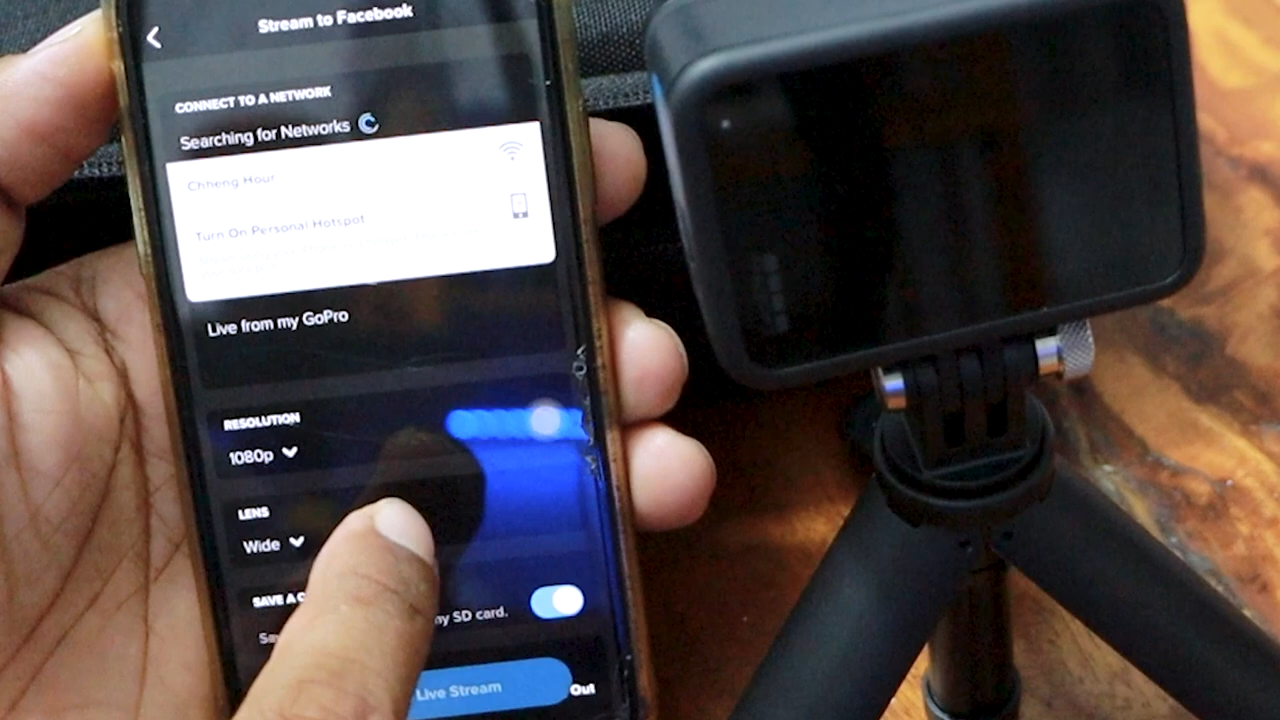 Stream to Facebook
CONNECT TO A NETWORK
Searching for Networks
Chheng Hour
Turn On Personal Hotspot
Live from my GoPro
RESOLUTION
1080p
LENS
Wide
SAVE A
my SD card.
Live Stream
Out